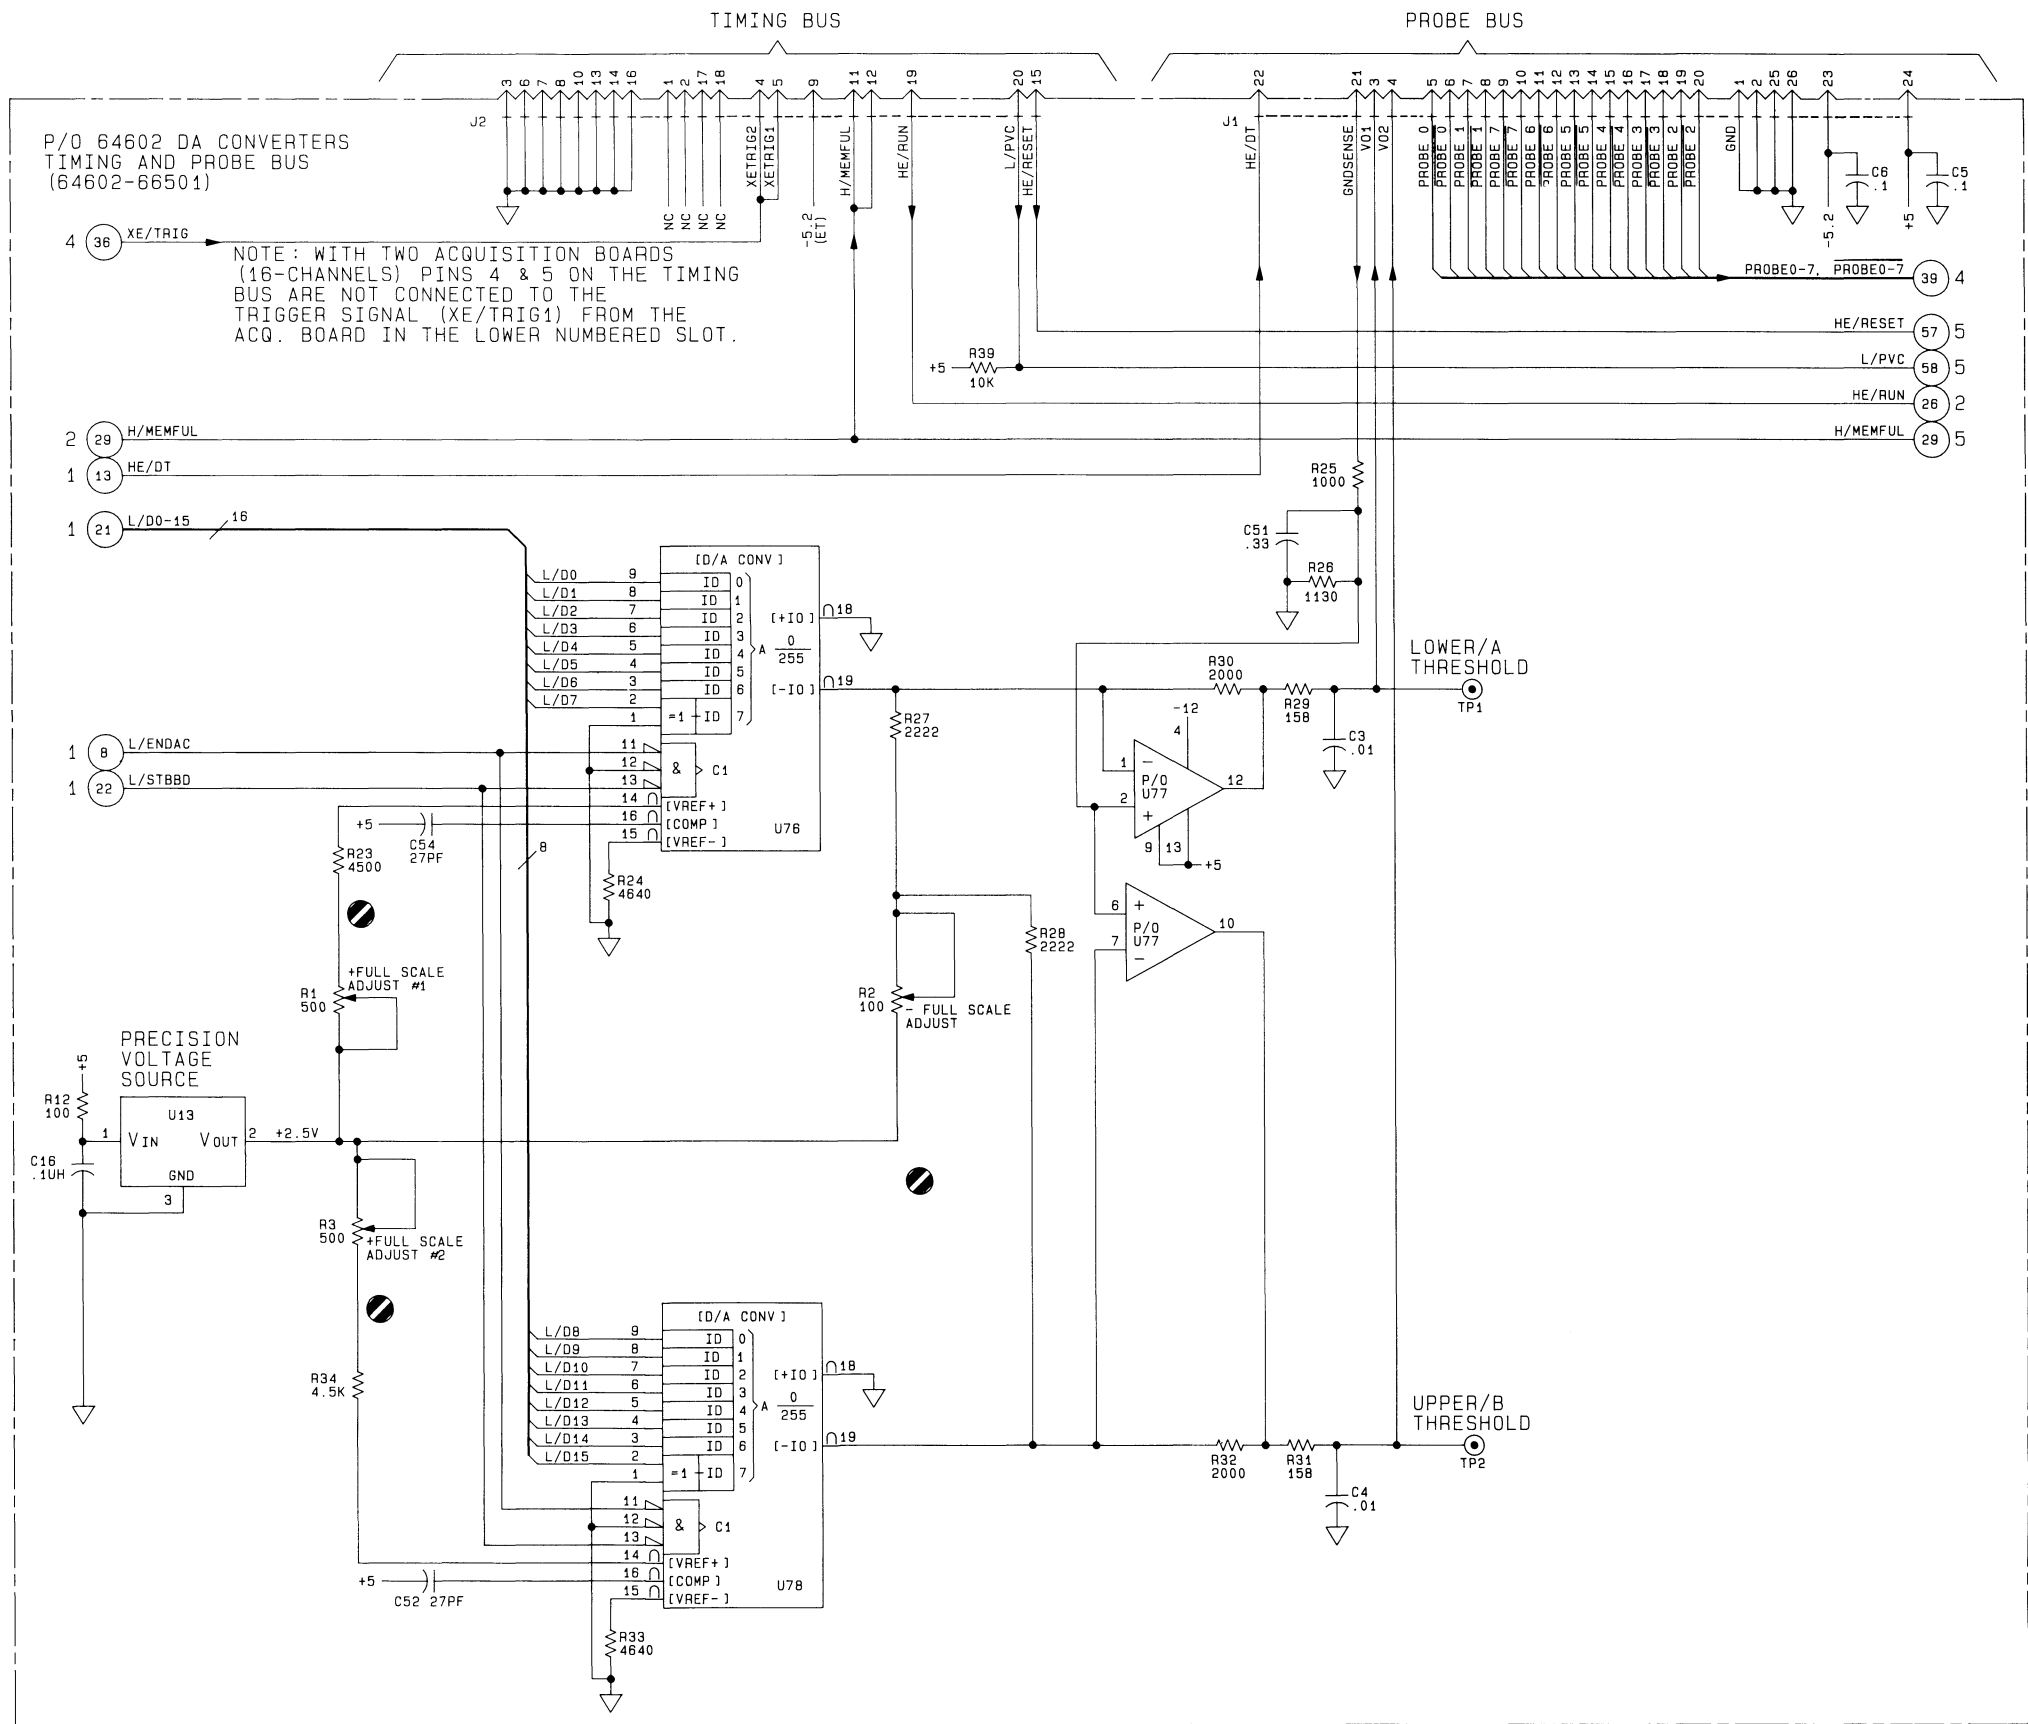 TIMING BUS
PROBE BUS
3 6 7 8 10 13 14 16 1 2 17 18 4 5 9 11 12 19 20 15
22 21 3 4 5 6 7 8 9 10 11 12 13 14 15 16 17 18 19 20 1 2 25 26 23 24
J2
J1
P/O 64602 DA CONVERTERS
TIMING AND PROBE BUS
(64602-66501)
NC
NC
NC
NC
XETRIG2
XETRIG1
-5.2
(ET)
H/MEMFUL
HE/RUN
L/PVC
HE/RESET
HE/DT
GNDSENSE
VO1
VO2
PROBE 0
PROBE 0
PROBE 1
PROBE 1
PROBE 7
PROBE 7
PROBE 6
PROBE 6
PROBE 5
PROBE 5
PROBE 4
PROBE 4
PROBE 3
PROBE 3
PROBE 2
PROBE 2
GND
-5.2
C6
.1
+5
C5
.1
4 36 XE/TRIG
NOTE: WITH TWO ACQUISITION BOARDS
(16-CHANNELS) PINS 4 & 5 ON THE TIMING
BUS ARE NOT CONNECTED TO THE
TRIGGER SIGNAL (XE/TRIG1) FROM THE
ACQ. BOARD IN THE LOWER NUMBERED SLOT.
PROBE0-7, PROBE0-7 39 4
HE/RESET 57 5
+5 R39
10K
L/PVC 58 5
HE/RUN 26 2
2 29 H/MEMFUL
H/MEMFUL 29 5
1 13 HE/DT
R25
1000
1 21 L/D0-15 16
C51
.33
R26
1130
[D/A CONV]
L/D0 9 ID 0
L/D1 8 ID 1
L/D2 7 ID 2
L/D3 6 ID 3
L/D4 5 ID 4
L/D5 4 ID 5
L/D6 3 ID 6
L/D7 2
1 =1 ID 7
A 0
255
[+IO] 18
[-IO] 19
11
12 & C1
13
14 [VREF+]
16 [COMP]
15 [VREF-]
U76
1 8 L/ENDAC
1 22 L/STBBD
+5
C54
27PF
8
R23
4500
R24
4640
R27
2222
R30
2000
R29
158
LOWER/A
THRESHOLD
TP1
C3
.01
-12
4
1 -
P/O
U77
2 +
12
9 13
+5
6 +
P/O
U77
7 -
10
R28
2222
+FULL SCALE
ADJUST #1
R1
500
R2
100
- FULL SCALE
ADJUST
PRECISION
VOLTAGE
SOURCE
+5
R12
100
U13
1 VIN VOUT 2 +2.5V
GND
3
C16
.1UH
R3
500
+FULL SCALE
ADJUST #2
R34
4.5K
[D/A CONV]
L/D8 9 ID 0
L/D9 8 ID 1
L/D10 7 ID 2
L/D11 6 ID 3
L/D12 5 ID 4
L/D13 4 ID 5
L/D14 3 ID 6
L/D15 2
1 =1 ID 7
A 0
255
[+IO] 18
[-IO] 19
11
12 & C1
13
14 [VREF+]
16 [COMP]
15 [VREF-]
U78
+5
C52 27PF
R33
4640
R32
2000
R31
158
UPPER/B
THRESHOLD
TP2
C4
.01